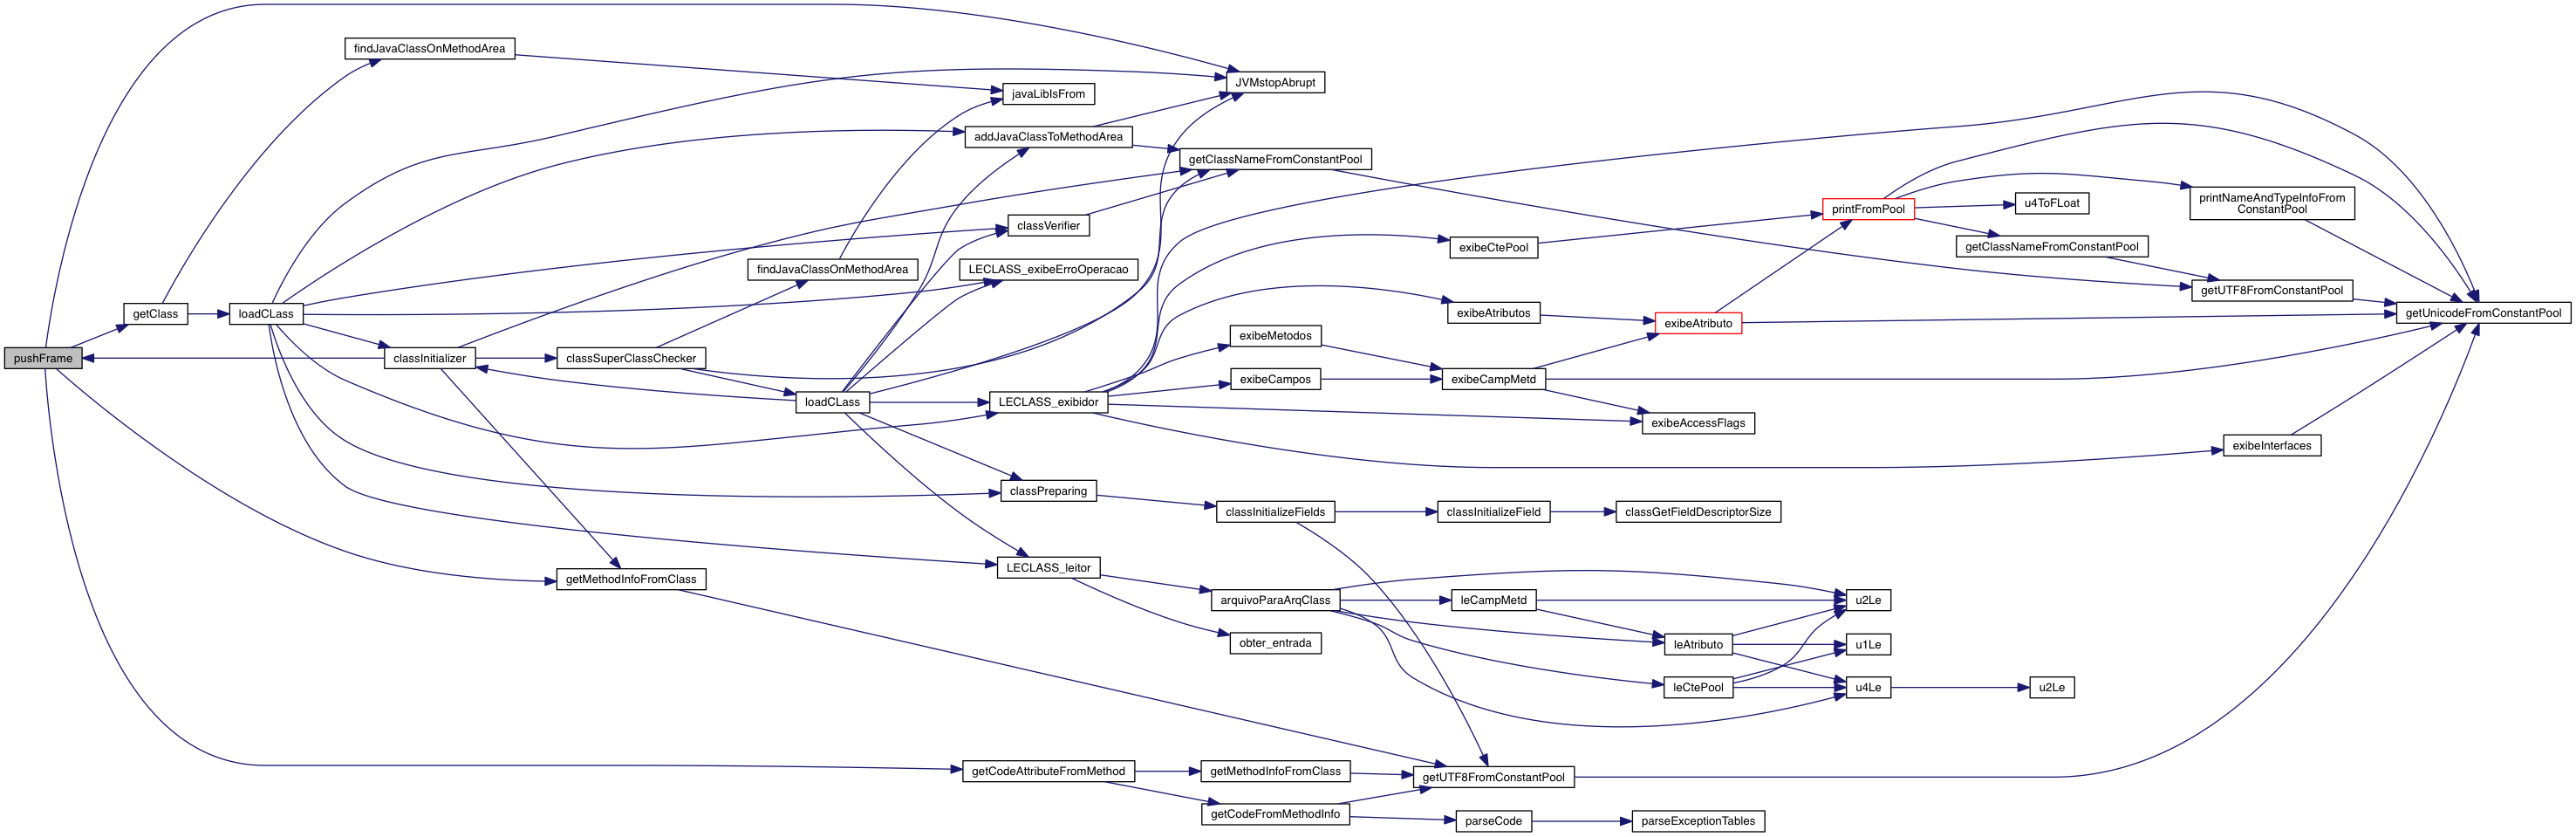 findJavaClassOnMethodArea
JVMstopAbrupt
javaLibIsFrom
addJavaClassToMethodArea
getClassNameFromConstantPool
printFromPool
u4ToFLoat
printNameAndTypeInfoFrom
ConstantPool
classVerifier
exibeCtePool
getClassNameFromConstantPool
findJavaClassOnMethodArea
LECLASS_exibeErroOperacao
getUTF8FromConstantPool
getClass
loadCLass
exibeAtributos
exibeAtributo
getUnicodeFromConstantPool
exibeMetodos
pushFrame
classInitializer
classSuperClassChecker
exibeCampos
exibeCampMetd
loadCLass
LECLASS_exibidor
exibeAccessFlags
exibeInterfaces
classPreparing
classInitializeFields
classInitializeField
classGetFieldDescriptorSize
LECLASS_leitor
getMethodInfoFromClass
arquivoParaArqClass
leCampMetd
u2Le
obter_entrada
leAtributo
u1Le
leCtePool
u4Le
u2Le
getCodeAttributeFromMethod
getMethodInfoFromClass
getUTF8FromConstantPool
getCodeFromMethodInfo
parseCode
parseExceptionTables